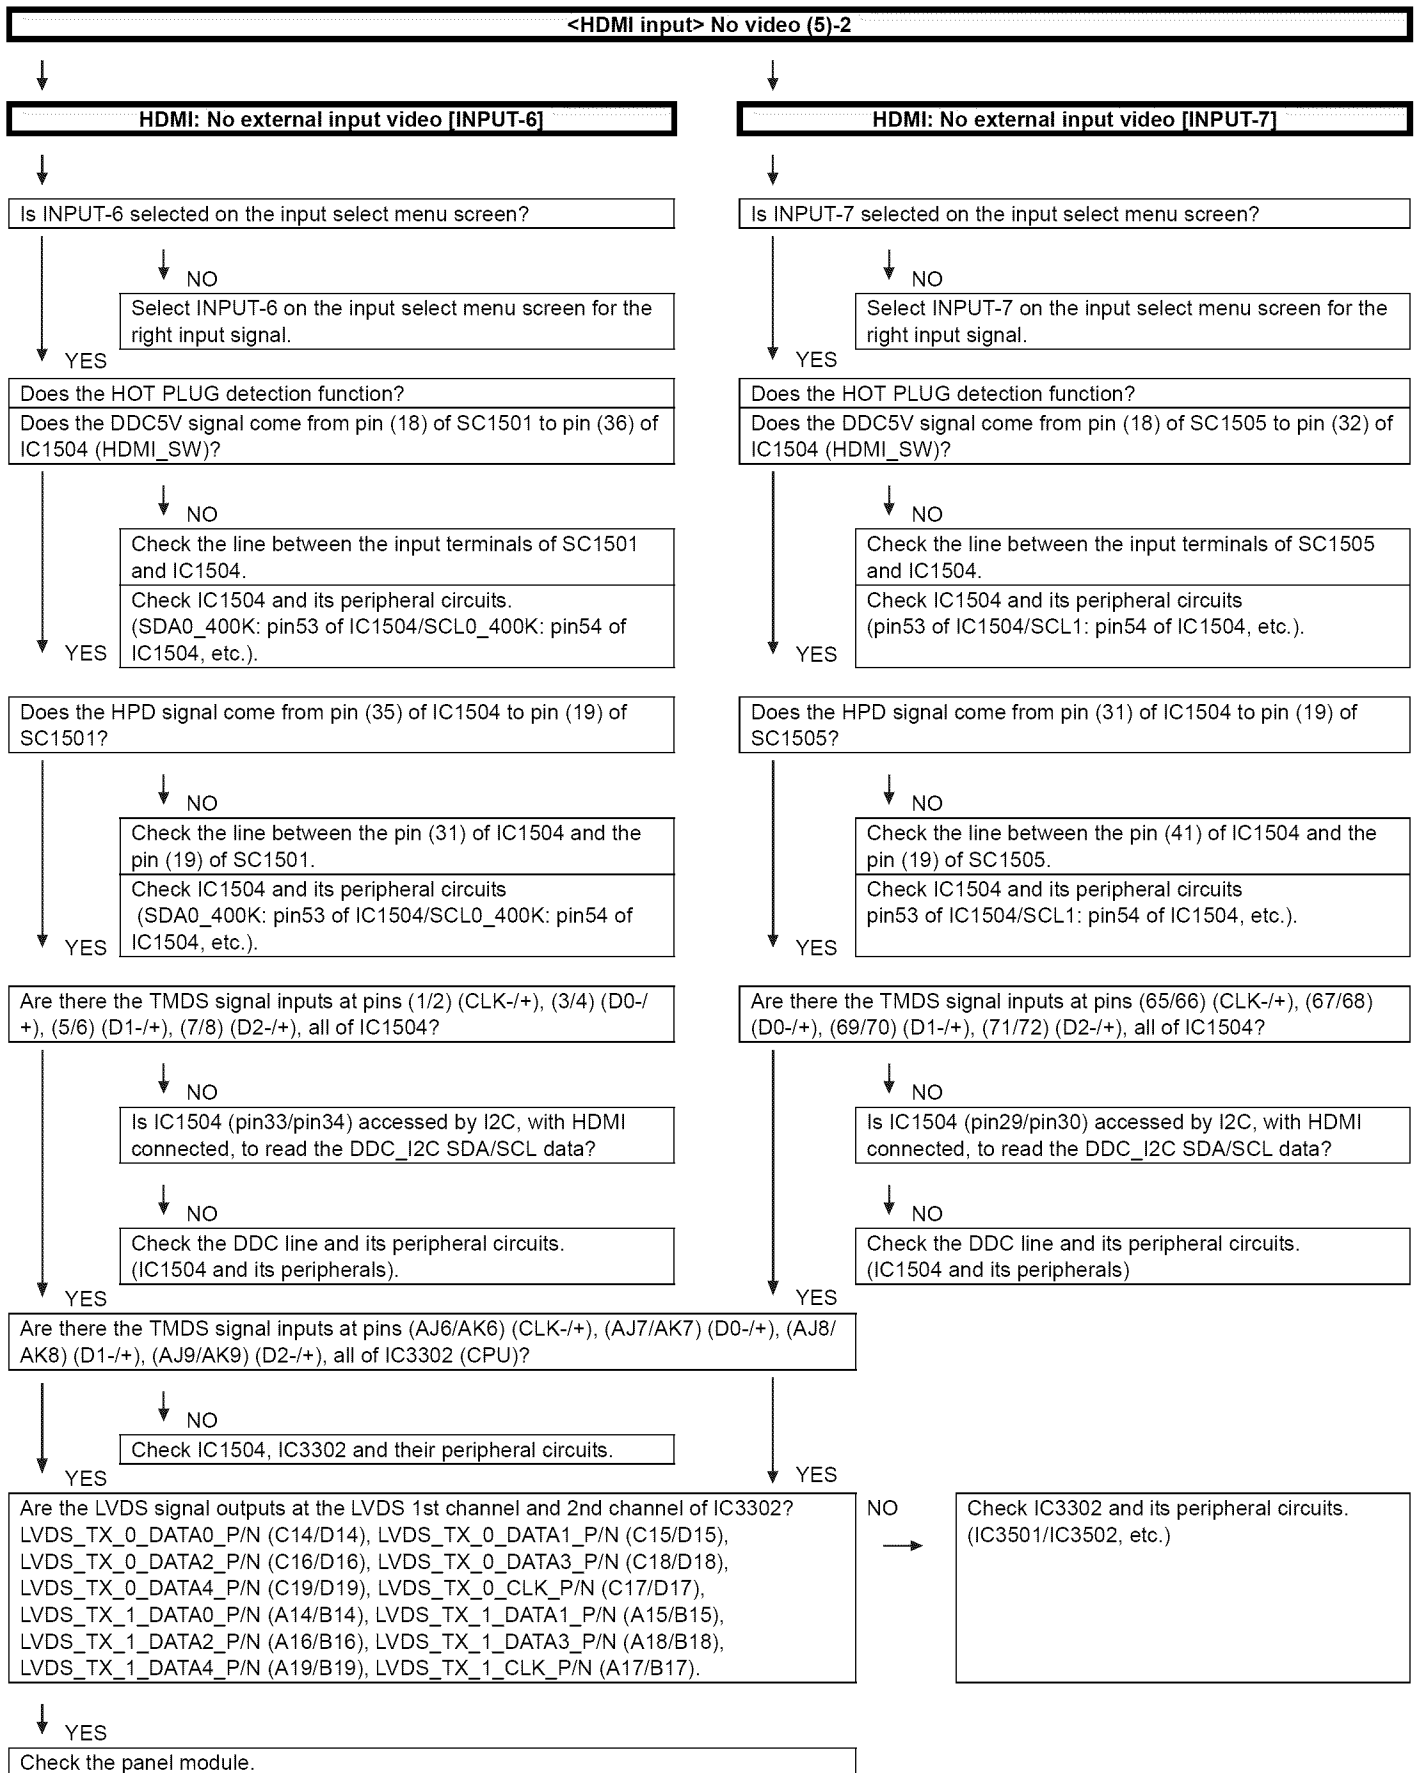 <HDMI input> No video (5)-2
HDMI: No external input video [INPUT-6]
Is INPUT-6 selected on the input select menu screen?
NO
Select INPUT-6 on the input select menu screen for the
right input signal.
YES
Does the HOT PLUG detection function?
Does the DDC5V signal come from pin (18) of SC1501 to pin (36) of
IC1504 (HDMI_SW)?
NO
Check the line between the input terminals of SC1501
and IC1504.
Check IC1504 and its peripheral circuits.
(SDA0_400K: pin53 of IC1504/SCL0_400K: pin54 of
IC1504, etc.).
YES
Does the HPD signal come from pin (35) of IC1504 to pin (19) of
SC1501?
NO
Check the line between the pin (31) of IC1504 and the
pin (19) of SC1501.
Check IC1504 and its peripheral circuits
(SDA0_400K: pin53 of IC1504/SCL0_400K: pin54 of
IC1504, etc.).
YES
Are there the TMDS signal inputs at pins (1/2) (CLK-/+), (3/4) (D0-/
+), (5/6) (D1-/+), (7/8) (D2-/+), all of IC1504?
NO
Is IC1504 (pin33/pin34) accessed by I2C, with HDMI
connected, to read the DDC_I2C SDA/SCL data?
NO
Check the DDC line and its peripheral circuits.
(IC1504 and its peripherals).
YES
HDMI: No external input video [INPUT-7]
Is INPUT-7 selected on the input select menu screen?
NO
Select INPUT-7 on the input select menu screen for the
right input signal.
YES
Does the HOT PLUG detection function?
Does the DDC5V signal come from pin (18) of SC1505 to pin (32) of
IC1504 (HDMI_SW)?
NO
Check the line between the input terminals of SC1505
and IC1504.
Check IC1504 and its peripheral circuits
(pin53 of IC1504/SCL1: pin54 of IC1504, etc.).
YES
Does the HPD signal come from pin (31) of IC1504 to pin (19) of
SC1505?
NO
Check the line between the pin (41) of IC1504 and the
pin (19) of SC1505.
Check IC1504 and its peripheral circuits
pin53 of IC1504/SCL1: pin54 of IC1504, etc.).
YES
Are there the TMDS signal inputs at pins (65/66) (CLK-/+), (67/68)
(D0-/+), (69/70) (D1-/+), (71/72) (D2-/+), all of IC1504?
NO
Is IC1504 (pin29/pin30) accessed by I2C, with HDMI
connected, to read the DDC_I2C SDA/SCL data?
NO
Check the DDC line and its peripheral circuits.
(IC1504 and its peripherals)
YES
Are there the TMDS signal inputs at pins (AJ6/AK6) (CLK-/+), (AJ7/AK7) (D0-/+), (AJ8/
AK8) (D1-/+), (AJ9/AK9) (D2-/+), all of IC3302 (CPU)?
NO
Check IC1504, IC3302 and their peripheral circuits.
YES
YES
Are the LVDS signal outputs at the LVDS 1st channel and 2nd channel of IC3302?
LVDS_TX_0_DATA0_P/N (C14/D14), LVDS_TX_0_DATA1_P/N (C15/D15),
LVDS_TX_0_DATA2_P/N (C16/D16), LVDS_TX_0_DATA3_P/N (C18/D18),
LVDS_TX_0_DATA4_P/N (C19/D19), LVDS_TX_0_CLK_P/N (C17/D17),
LVDS_TX_1_DATA0_P/N (A14/B14), LVDS_TX_1_DATA1_P/N (A15/B15),
LVDS_TX_1_DATA2_P/N (A16/B16), LVDS_TX_1_DATA3_P/N (A18/B18),
LVDS_TX_1_DATA4_P/N (A19/B19), LVDS_TX_1_CLK_P/N (A17/B17).
NO
Check IC3302 and its peripheral circuits.
(IC3501/IC3502, etc.)
YES
Check the panel module.